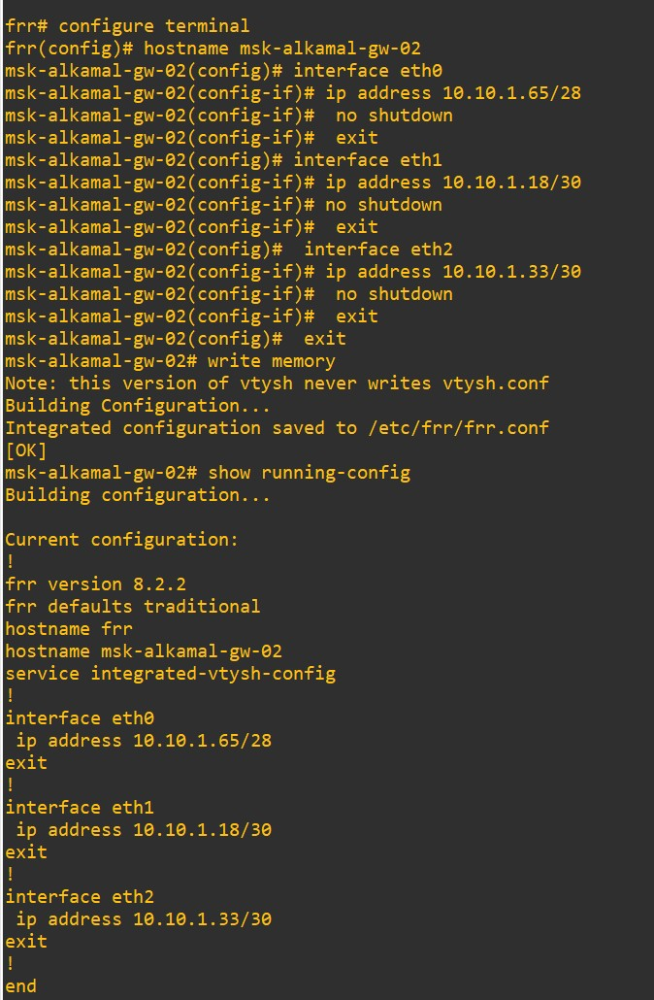 frr# configure terminal
frr(config)# hostname msk-alkamal-gw-02
msk-alkamal-gw-02(config)# interface eth0
msk-alkamal-gw-02(config-if)# ip address 10.10.1.65/28
msk-alkamal-gw-02(config-if)#  no shutdown
msk-alkamal-gw-02(config-if)#  exit
msk-alkamal-gw-02(config)# interface eth1
msk-alkamal-gw-02(config-if)# ip address 10.10.1.18/30
msk-alkamal-gw-02(config-if)# no shutdown
msk-alkamal-gw-02(config-if)#  exit
msk-alkamal-gw-02(config)#  interface eth2
msk-alkamal-gw-02(config-if)# ip address 10.10.1.33/30
msk-alkamal-gw-02(config-if)#  no shutdown
msk-alkamal-gw-02(config-if)#  exit
msk-alkamal-gw-02(config)#  exit
msk-alkamal-gw-02# write memory
Note: this version of vtysh never writes vtysh.conf
Building Configuration...
Integrated configuration saved to /etc/frr/frr.conf
[OK]
msk-alkamal-gw-02# show running-config
Building configuration...

Current configuration:
!
frr version 8.2.2
frr defaults traditional
hostname frr
hostname msk-alkamal-gw-02
service integrated-vtysh-config
!
interface eth0
 ip address 10.10.1.65/28
exit
!
interface eth1
 ip address 10.10.1.18/30
exit
!
interface eth2
 ip address 10.10.1.33/30
exit
!
end